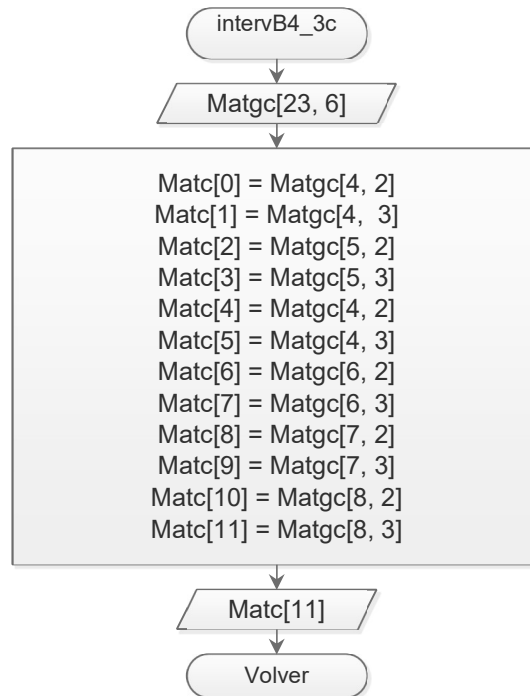 intervB4_3c
Matgc[23, 6]
Matc[0] = Matgc[4, 2]
Matc[1] = Matgc[4, 3]
Matc[2] = Matgc[5, 2]
Matc[3] = Matgc[5, 3]
Matc[4] = Matgc[4, 2]
Matc[5] = Matgc[4, 3]
Matc[6] = Matgc[6, 2]
Matc[7] = Matgc[6, 3]
Matc[8] = Matgc[7, 2]
Matc[9] = Matgc[7, 3]
Matc[10] = Matgc[8, 2]
Matc[11] = Matgc[8, 3]
Matc[11]
Volver